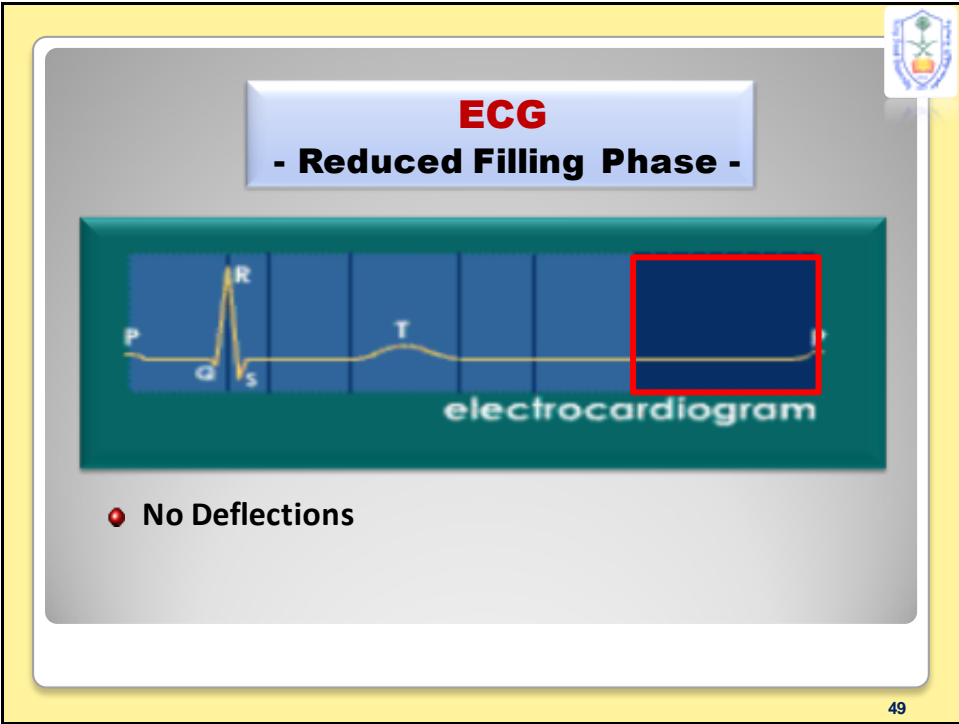 ECG
- Reduced Filling Phase -
R
P
T
P
Q
S
electrocardiogram
No Deflections
49